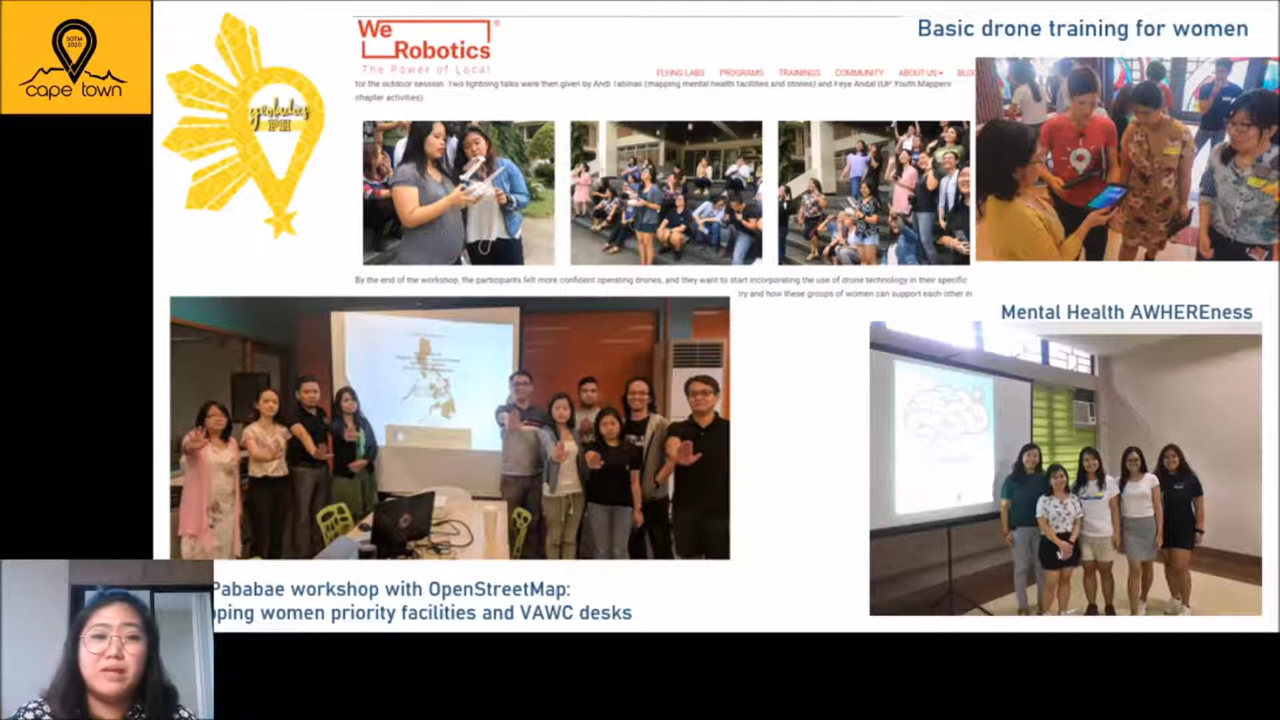 SOTM
2020
cape town
geoladies
PH
We
Robotics
The Power of Local
FLYING LABS PROGRAMS TRAININGS COMMUNITY ABOUT US BLO
for the outdoor session. Two lightning talks were then given by Andi Tabinas (mapping mental health facilities and stories) and Feye Andal (UP Youth Mappers
chapter activities).
By the end of the workshop, the participants felt more confident operating drones, and they want to start incorporating the use of drone technology in their specific
try and how these groups of women can support each other in
Basic drone training for women
Mental Health AWHEREness
Pababae workshop with OpenStreetMap:
pping women priority facilities and VAWC desks